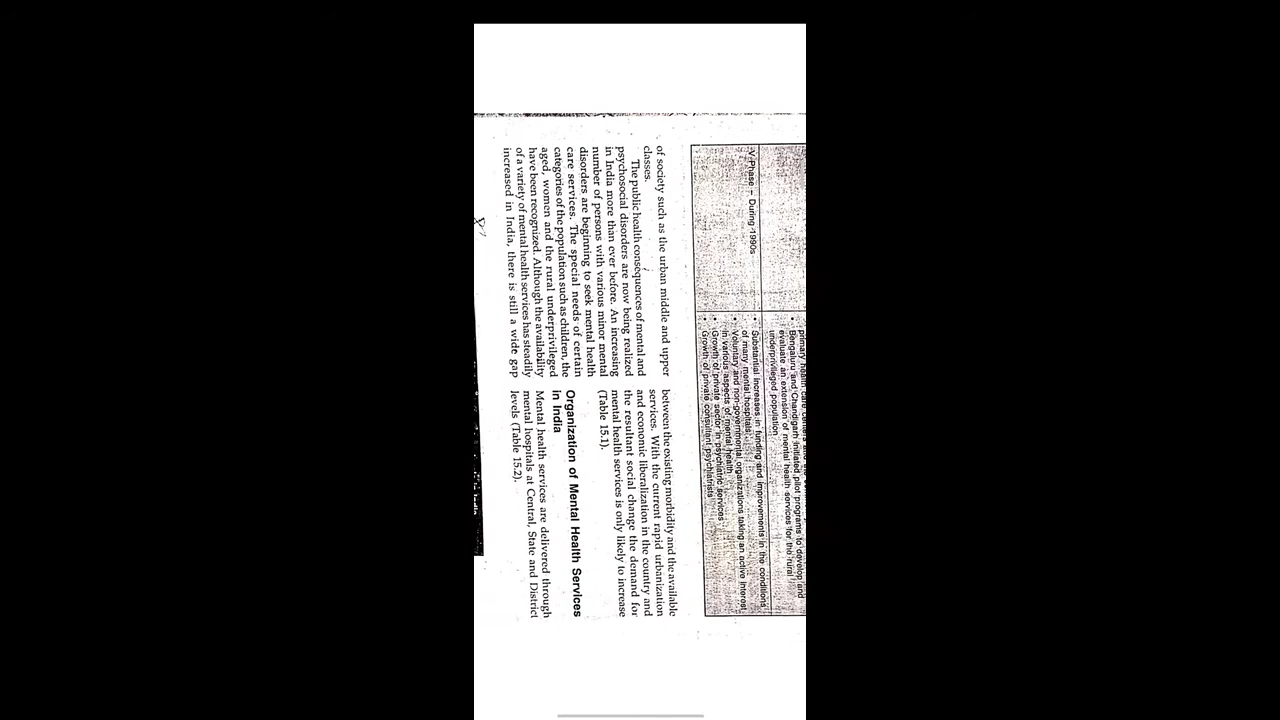 primary health care centers and the
• Bengaluru and Chandigarh initiated pilot programs to develop and
evaluate an extension of mental health services for the rural
underprivileged population
V Phase – During 1990s
• Substantial increases in funding and improvements in the conditions
of many mental hospitals
• Voluntary and non-governmental organizations taking an active interest
in various aspects of mental health
• Growth of private sector in psychiatric services
• Growth of private consultant psychiatrists
of society such as the urban middle and upper
classes.
The public health consequences of mental and
psychosocial disorders are now being realized
in India more than ever before. An increasing
number of persons with various minor mental
disorders are beginning to seek mental health
care services. The special needs of certain
categories of the population such as children, the
aged, women and the rural underprivileged
have been recognized. Although the availability
of a variety of mental health services has steadily
increased in India, there is still a wide gap
between the existing morbidity and the available
services. With the current rapid urbanization
and economic liberalization in the country and
the resultant social change the demand for
mental health services is only likely to increase
(Table 15.1).
Organization of Mental Health Services
in India
Mental health services are delivered through
mental hospitals at Central, State and District
levels (Table 15.2).